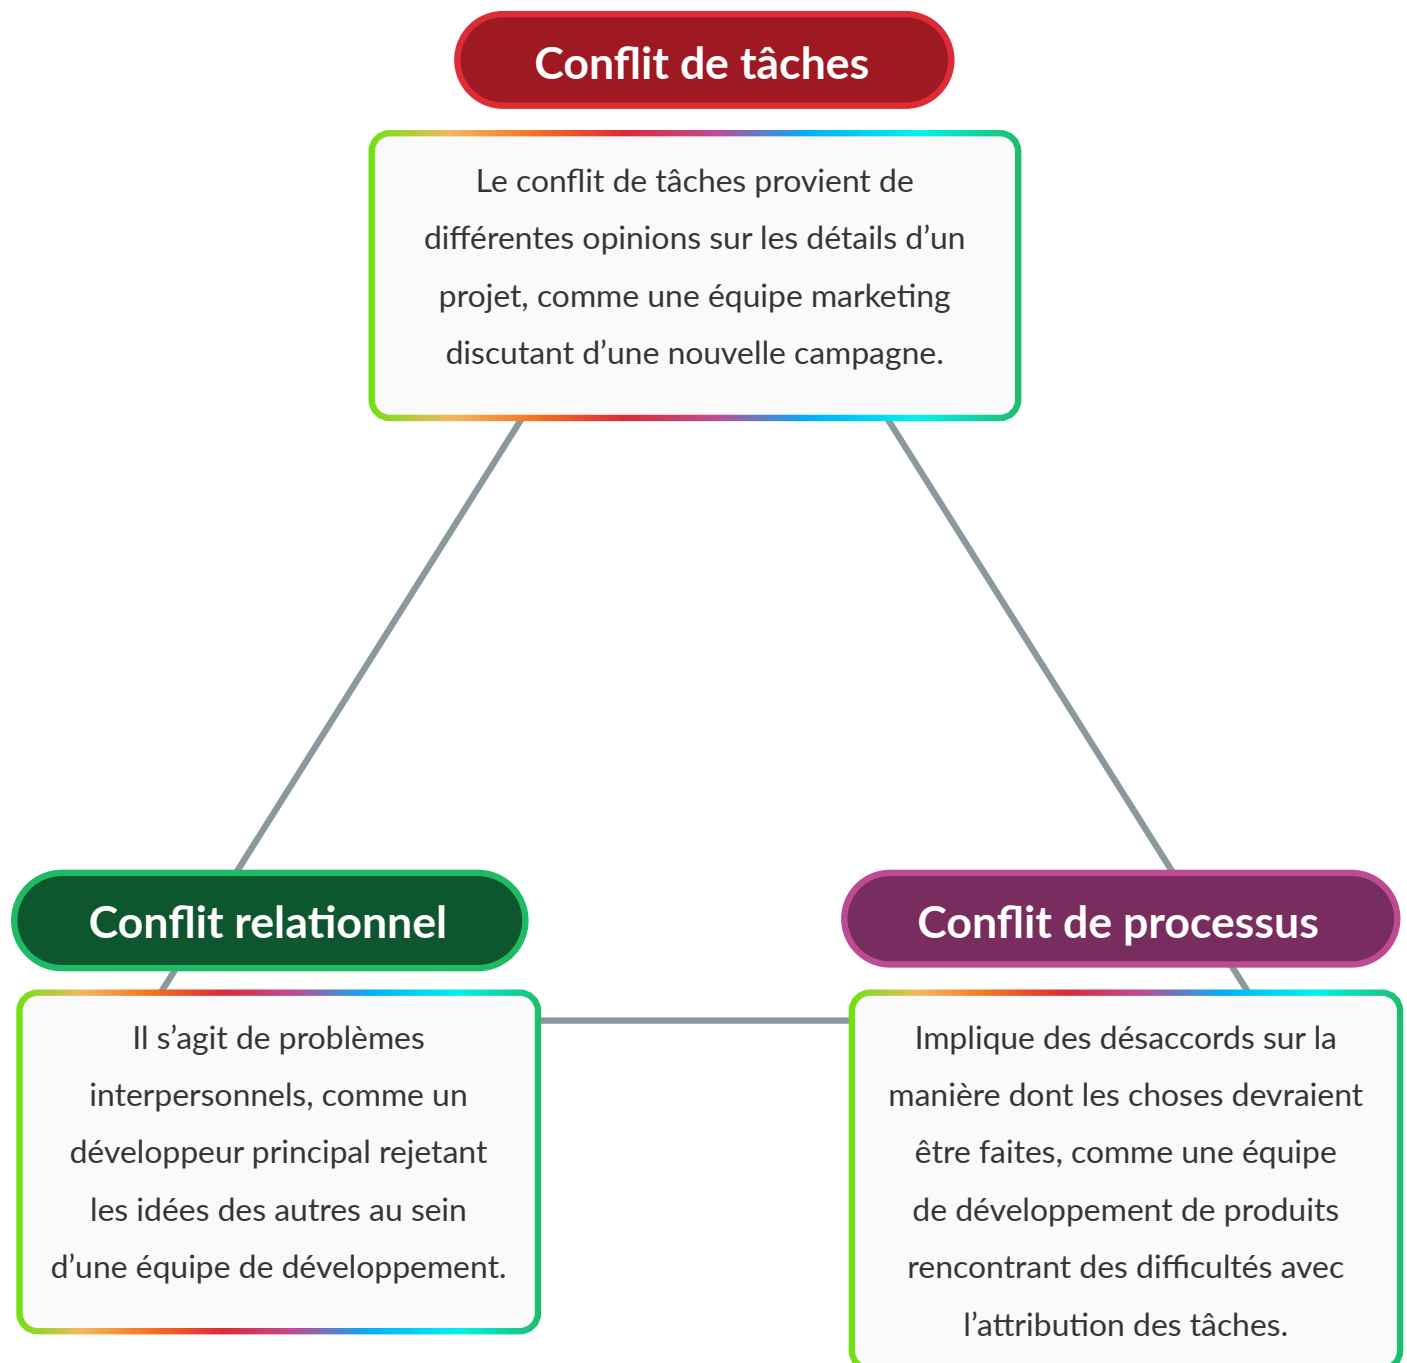 Conflit de tâches
Le conflit de tâches provient de
différentes opinions sur les détails d’un
projet, comme une équipe marketing
discutant d’une nouvelle campagne.
Conflit relationnel
Il s’agit de problèmes
interpersonnels, comme un
développeur principal rejetant
les idées des autres au sein
d’une équipe de développement.
Conflit de processus
Implique des désaccords sur la
manière dont les choses devraient
être faites, comme une équipe
de développement de produits
rencontrant des difficultés avec
l’attribution des tâches.